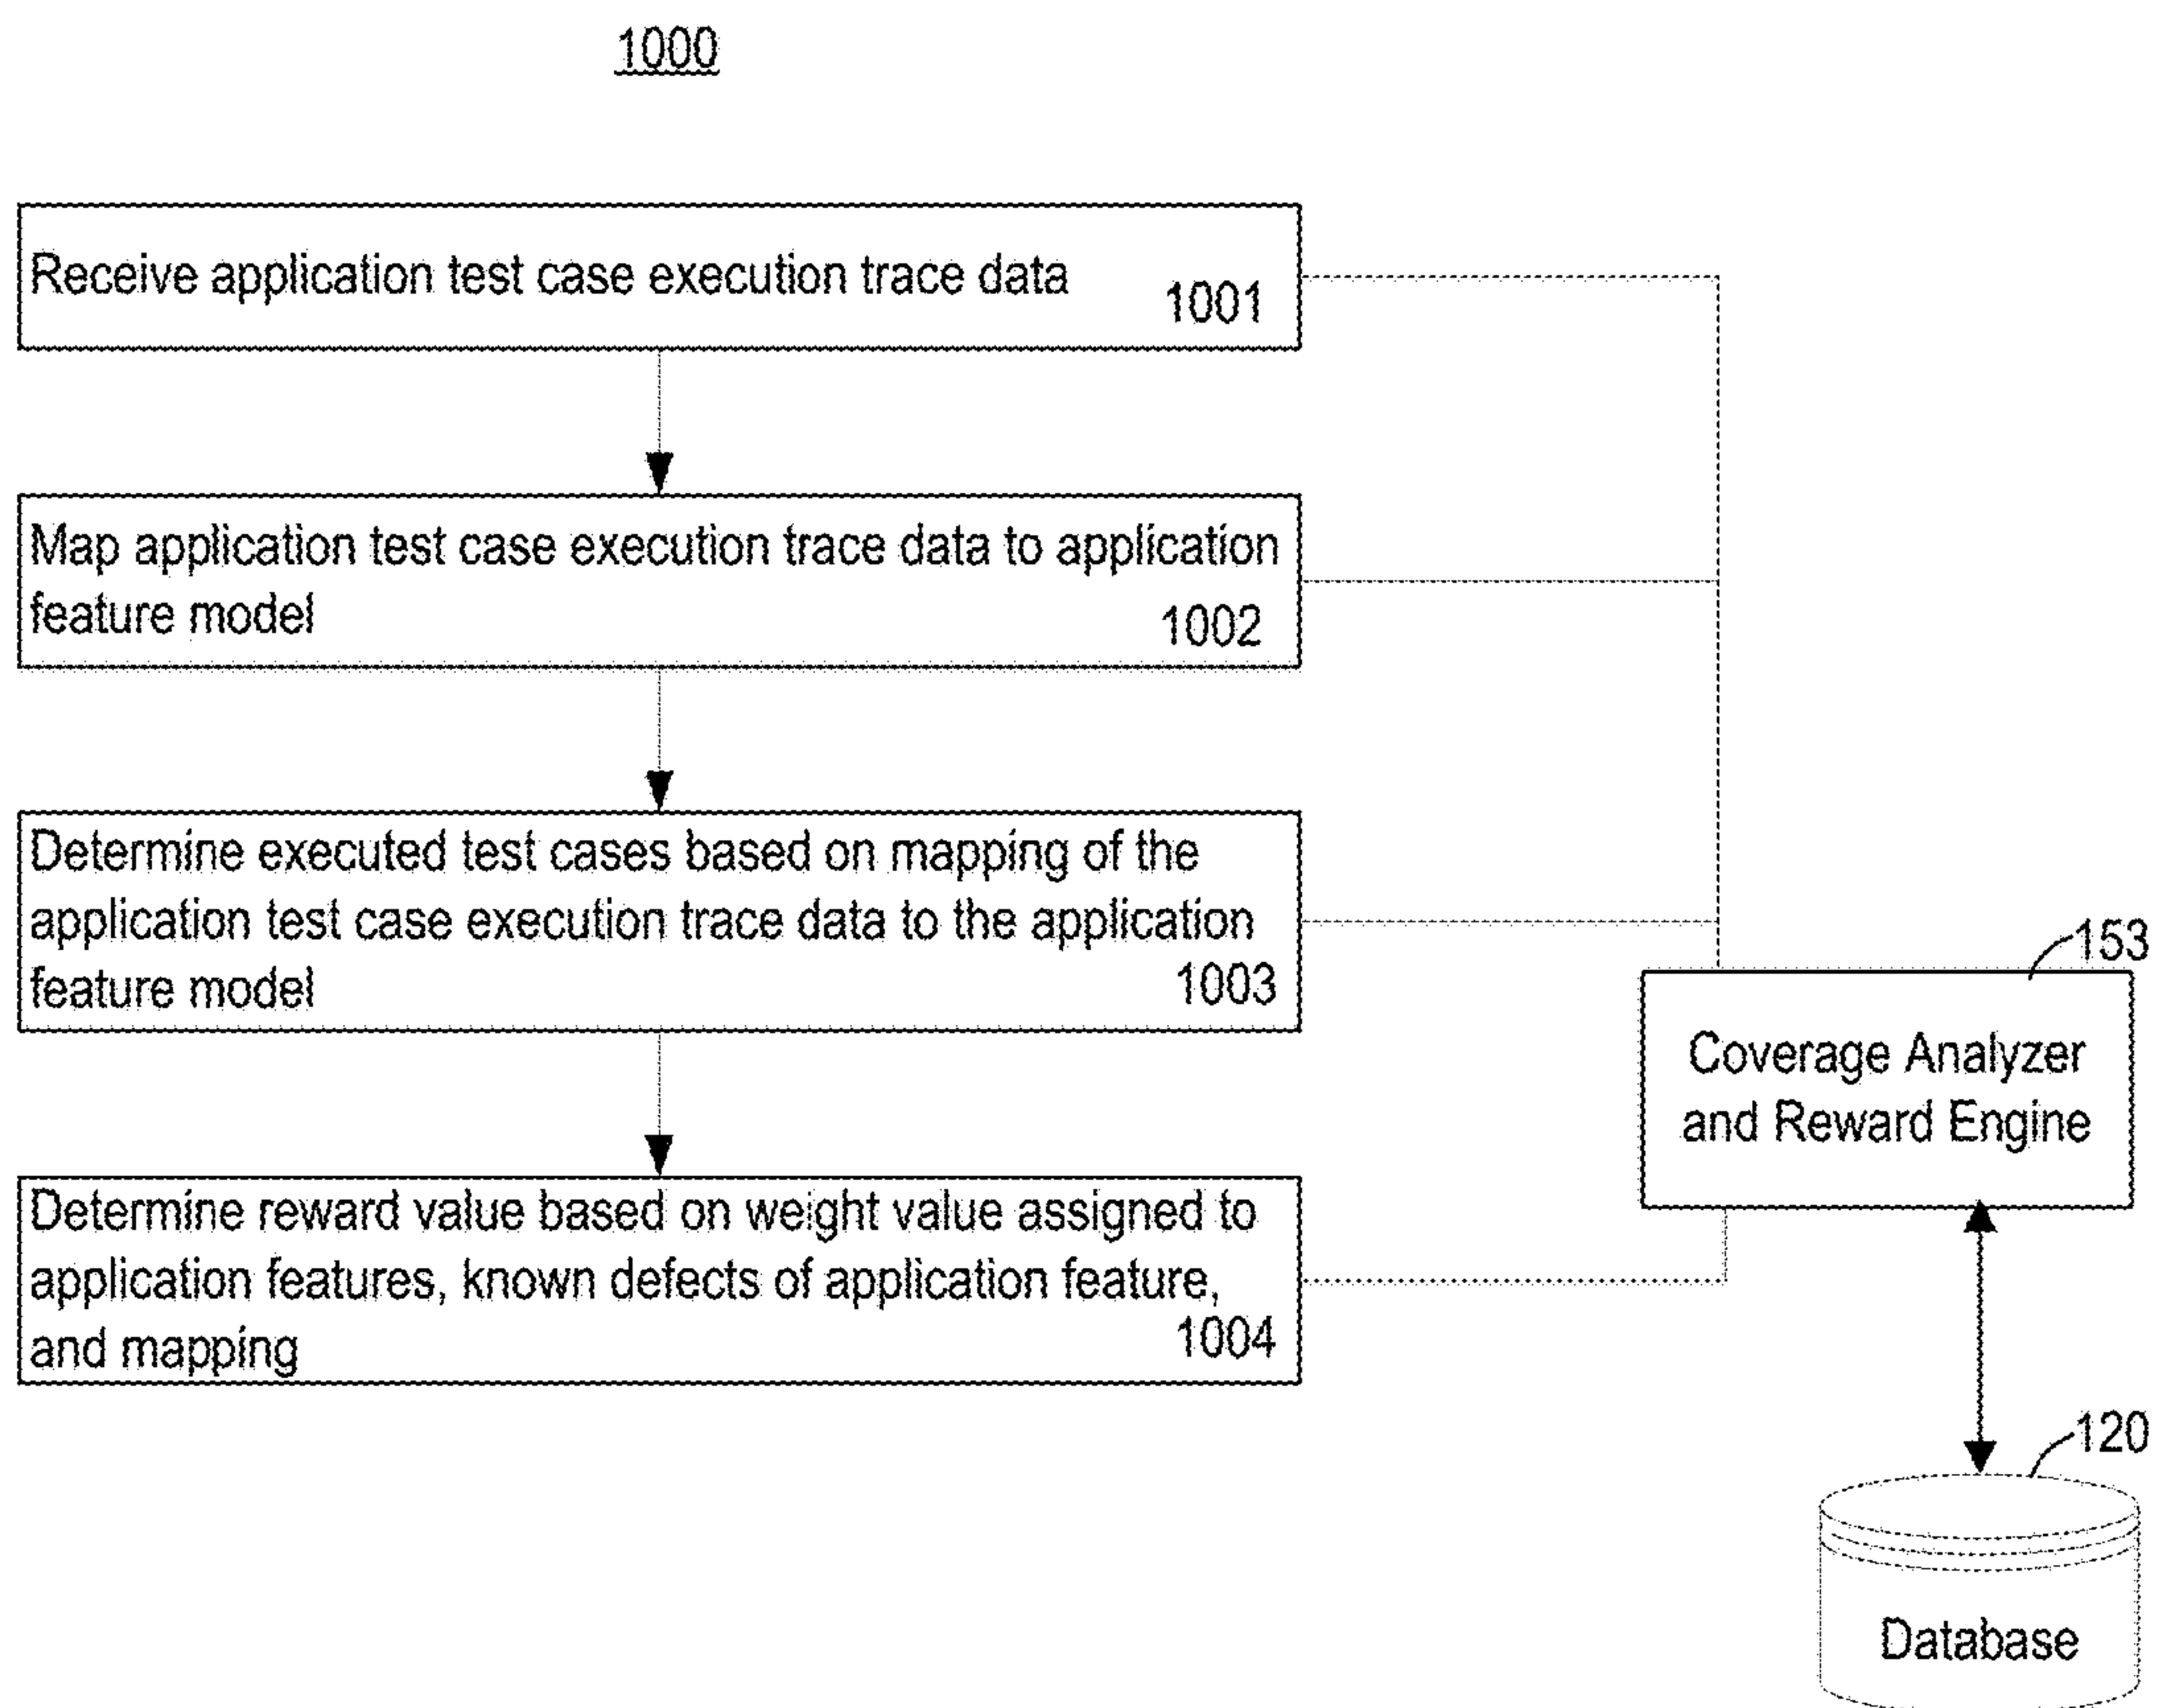 1000
Receive application test case execution trace data
1001
Map application test case execution trace data to application
feature model
1002
Determine executed test cases based on mapping of the
application test case execution trace data to the application
feature model
1003
Determine reward value based on weight value assigned to
application features, known defects of application feature,
and mapping
1004
153
Coverage Analyzer
and Reward Engine
120
Database